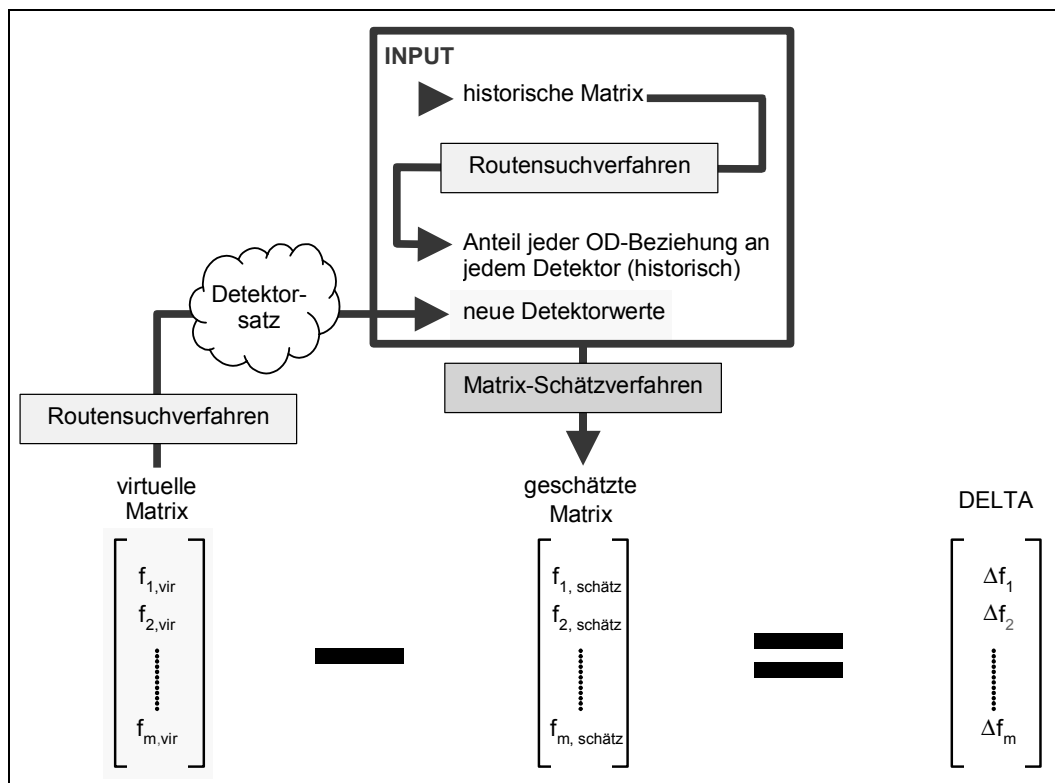 INPUT
historische Matrix
Routensuchverfahren
Anteil jeder OD-Beziehung an
jedem Detektor (historisch)
neue Detektorwerte
Detektor-
satz
Matrix-Schätzverfahren
Routensuchverfahren
virtuelle
Matrix
geschätzte
Matrix
DELTA
f1,vir
f2,vir
fm,vir
f1, schätz
f2, schätz
fm, schätz
Δf1
Δf2
Δfm